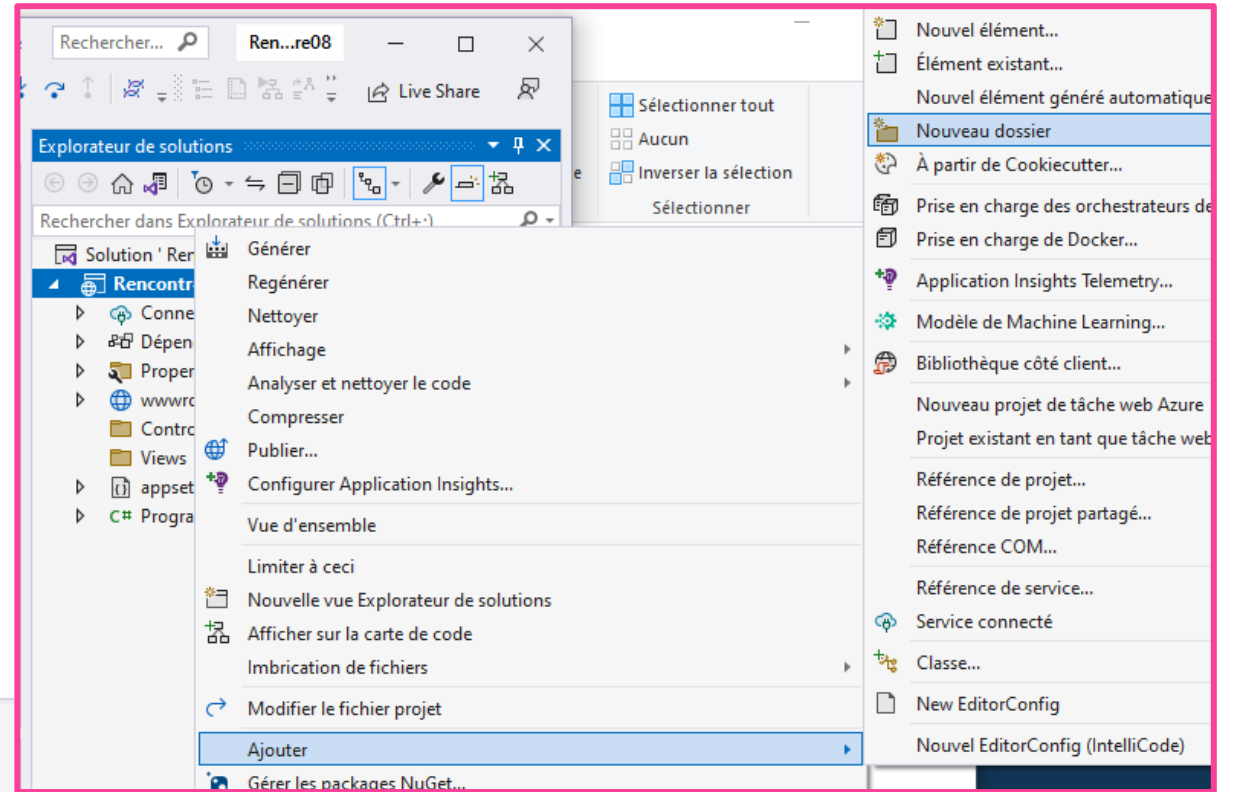 Rechercher...
Ren...re08
Live Share
Explorateur de solutions
Rechercher dans Explorateur de solutions (Ctrl+;)
Solution ' Ren
Rencontr
Conne
Dépen
Proper
wwwro
Contro
Views
appset
C# Progra
Générer
Regénérer
Nettoyer
Affichage
Analyser et nettoyer le code
Compresser
Publier...
Configurer Application Insights...
Vue d'ensemble
Limiter à ceci
Nouvelle vue Explorateur de solutions
Afficher sur la carte de code
Imbrication de fichiers
Modifier le fichier projet
Ajouter
Gérer les packages NuGet...
e
Sélectionner tout
Aucun
Inverser la sélection
Sélectionner
Nouvel élément...
Élément existant...
Nouvel élément généré automatique
Nouveau dossier
À partir de Cookiecutter...
Prise en charge des orchestrateurs de
Prise en charge de Docker...
Application Insights Telemetry...
Modèle de Machine Learning...
Bibliothèque côté client...
Nouveau projet de tâche web Azure
Projet existant en tant que tâche web
Référence de projet...
Référence de projet partagé...
Référence COM...
Référence de service...
Service connecté
Classe...
New EditorConfig
Nouvel EditorConfig (IntelliCode)